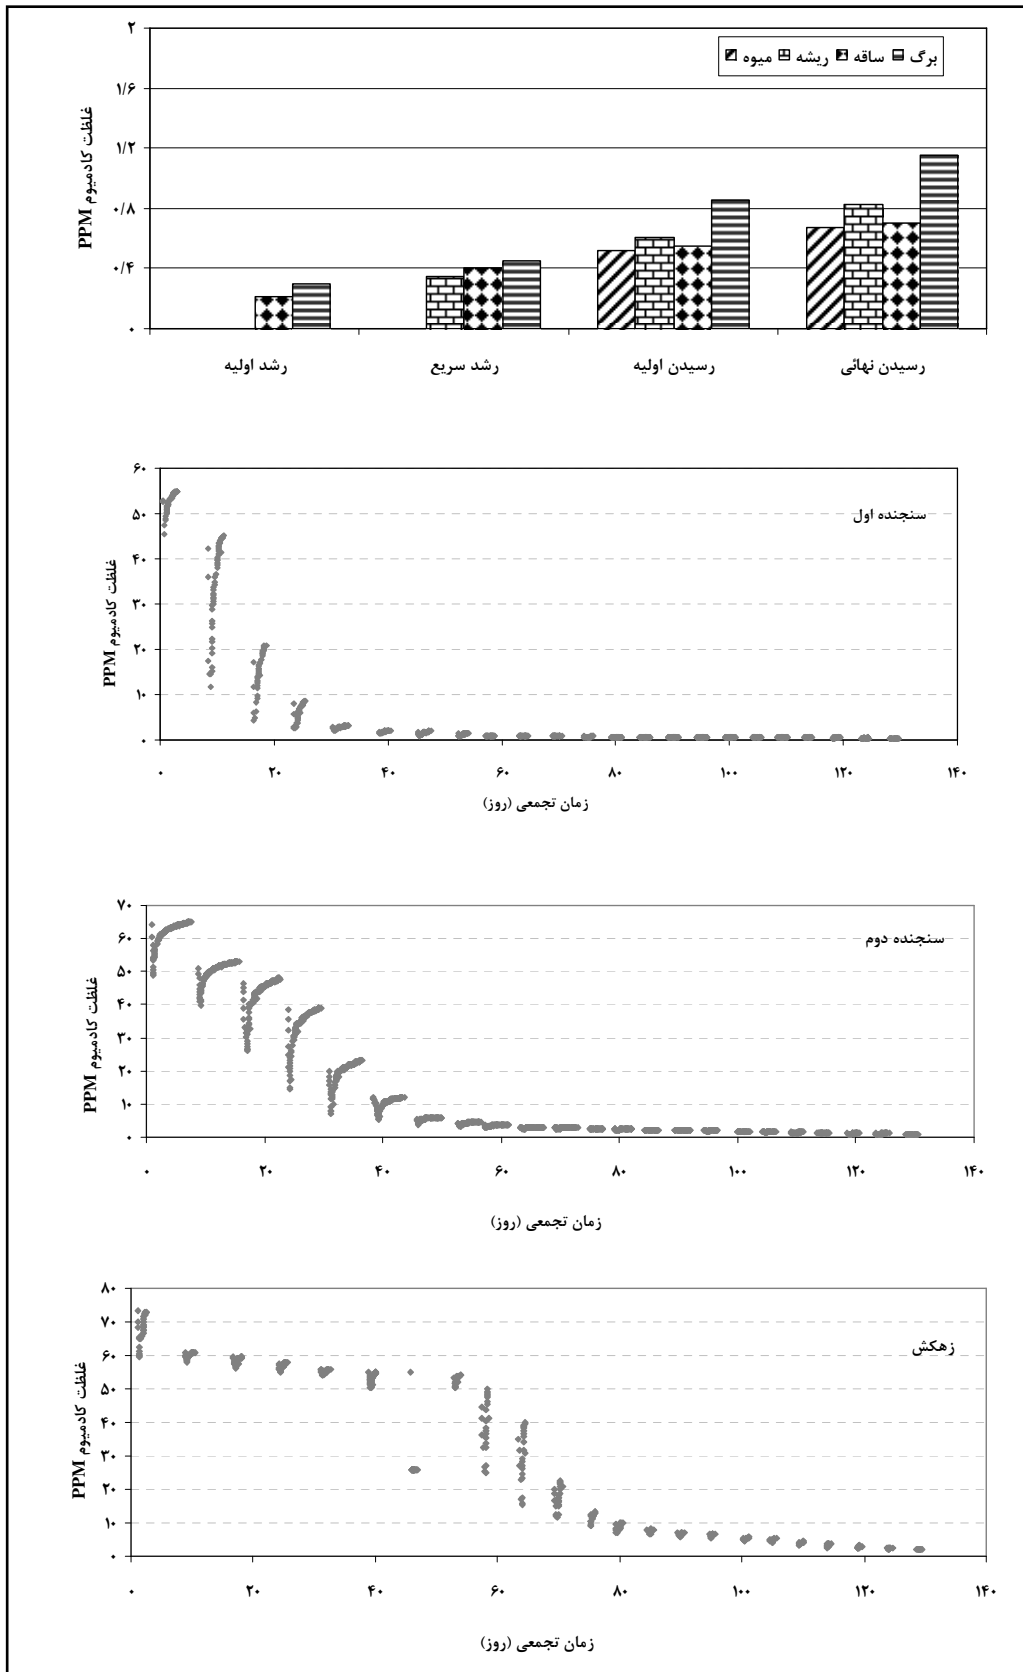 ۲
۱/۶
۱/۲
۰/۸
۰/۴
۰
غلظت کادمیوم PPM
میوه ریشه ساقه برگ
رشد اولیه رشد سریع رسیدن اولیه رسیدن نهائی
۶۰
۵۰
۴۰
۳۰
۲۰
۱۰
۰
غلظت کادمیوم PPM
سنجنده اول
۰ ۲۰ ۴۰ ۶۰ ۸۰ ۱۰۰ ۱۲۰ ۱۴۰
زمان تجمعی (روز)
۷۰
۶۰
۵۰
۴۰
۳۰
۲۰
۱۰
۰
غلظت کادمیوم PPM
سنجنده دوم
۰ ۲۰ ۴۰ ۶۰ ۸۰ ۱۰۰ ۱۲۰ ۱۴۰
زمان تجمعی (روز)
۸۰
۷۰
۶۰
۵۰
۴۰
۳۰
۲۰
۱۰
۰
غلظت کادمیوم PPM
زهکش
۰ ۲۰ ۴۰ ۶۰ ۸۰ ۱۰۰ ۱۲۰ ۱۴۰
زمان تجمعی (روز)